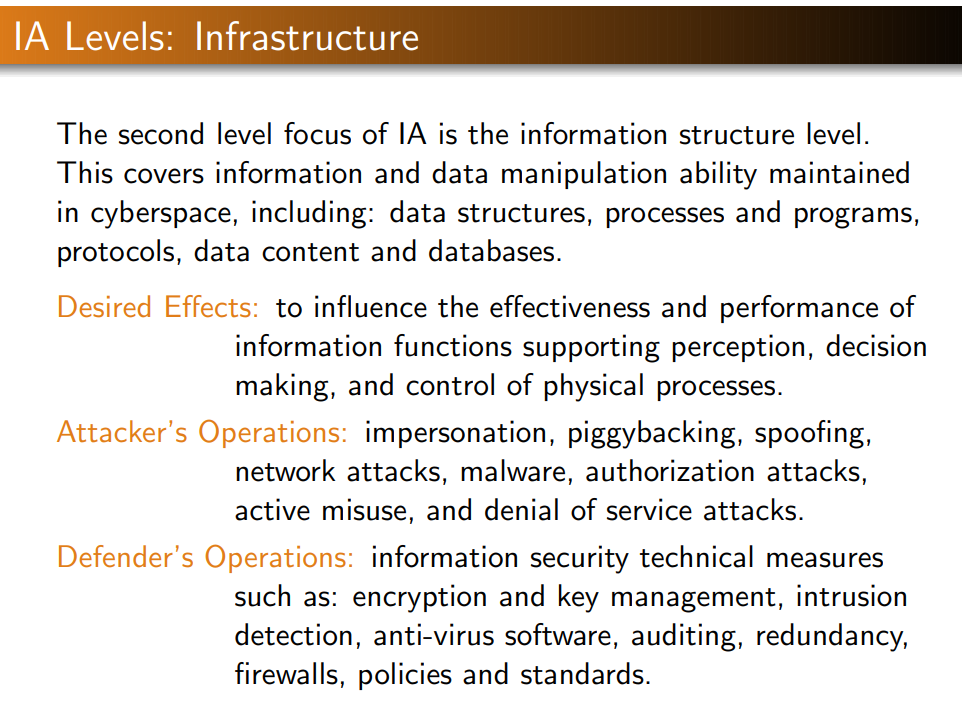 IA Levels: Infrastructure
The second level focus of IA is the information structure level.
This covers information and data manipulation ability maintained
in cyberspace, including: data structures, processes and programs,
protocols, data content and databases.
Desired Effects: to influence the effectiveness and performance of
information functions supporting perception, decision
making, and control of physical processes.
Attacker's Operations: impersonation, piggybacking, spoofing,
network attacks, malware, authorization attacks,
active misuse, and denial of service attacks.
Defender's Operations: information security technical measures
such as: encryption and key management, intrusion
detection, anti-virus software, auditing, redundancy,
firewalls, policies and standards.